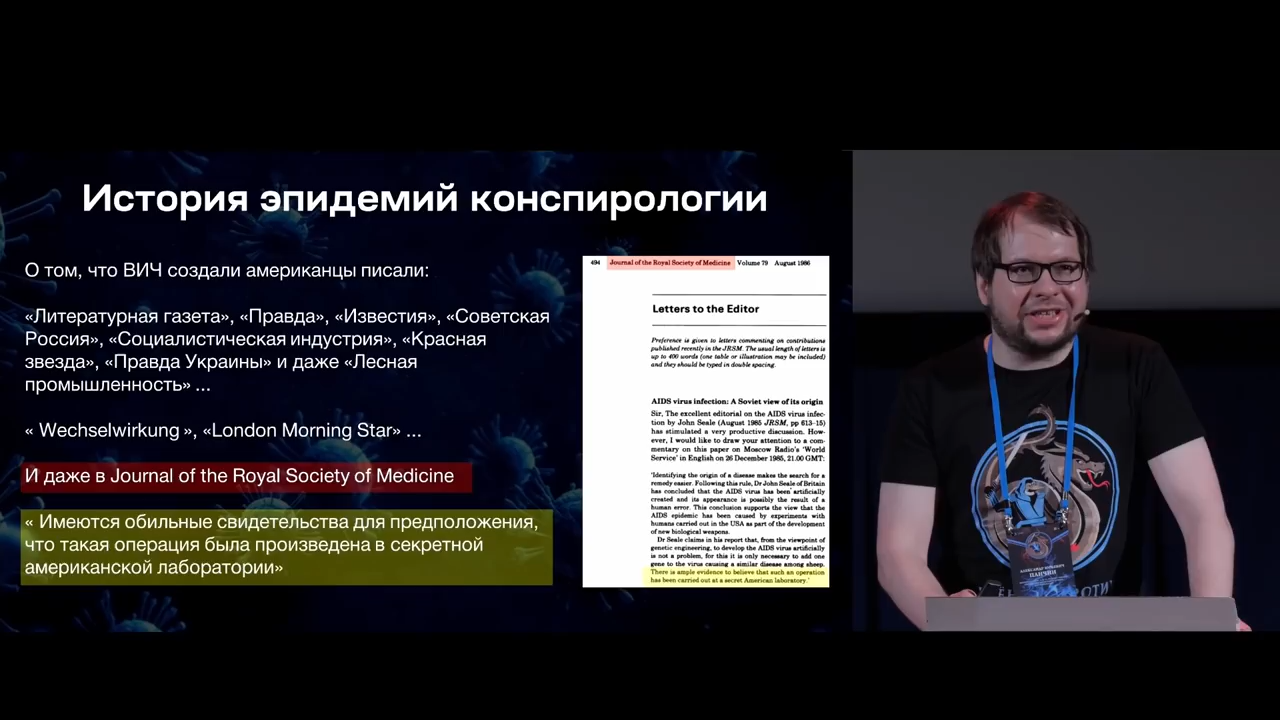 История эпидемий конспирологии
О том, что ВИЧ создали американцы писали:
«Литературная газета», «Правда», «Известия», «Советская
Россия», «Социалистическая индустрия», «Красная
звезда», «Правда Украины» и даже «Лесная
промышленность» ...
« Wechselwirkung », «London Morning Star» ...
И даже в Journal of the Royal Society of Medicine
« Имеются обильные свидетельства для предположения,
что такая операция была произведена в секретной
американской лаборатории»
494 Journal of the Royal Society of Medicine Volume 79 August 1986
Letters to the Editor
Preference is given to letters commenting on contributions
published recently in the JRSM. The usual length of letters is
up to 400 words (one table or illustration may be included)
and they should be typed in double spacing.
AIDS virus infection: A Soviet view of its origin
Sir, The excellent editorial on the AIDS virus infec-
tion by John Seale (August 1985 JRSM, pp 613-15)
has stimulated a very productive discussion. How-
ever, I would like to draw your attention to a com-
mentary on this paper on Moscow Radio's 'World
Service' in English on 26 December 1985, 21.00 GMT:
'Identifying the origin of a disease makes the search for a
remedy easier. Following this rule, Dr John Seale of Britain
has concluded that the AIDS virus has been artificially
created and its appearance is possibly the result of a
human error. This conclusion supports the view that the
AIDS epidemic has been caused by experiments with
humans carried out in the USA as part of the development
of new biological weapons.
Dr Seale claims in his report that, from the viewpoint of
genetic engineering, to develop the AIDS virus artificially
is not a problem, for this it is only necessary to add one
gene to the virus causing a similar disease among sheep.
There is ample evidence to believe that such an operation
has been carried out at a secret American laboratory.'
ПАНЧИН